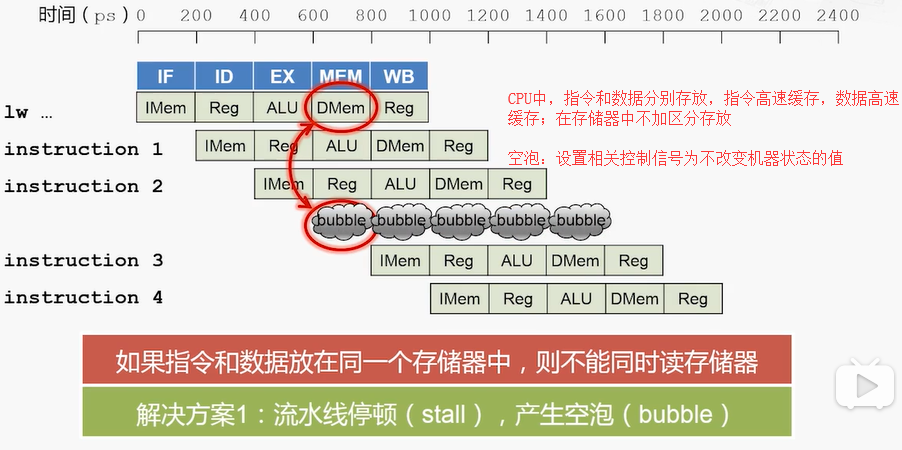 时间（ps） 0 200 400 600 800 1000 1200 1400 1600 1800 2000 2200 2400
IF ID EX MEM WB
lw … IMem Reg ALU DMem Reg
instruction 1 IMem Reg ALU DMem Reg
instruction 2 IMem Reg ALU DMem Reg
bubble bubble bubble bubble bubble
instruction 3 IMem Reg ALU DMem Reg
instruction 4 IMem Reg ALU DMem Reg
CPU中，指令和数据分别存放，指令高速缓存，数据高速
缓存；在存储器中不加区分存放
空泡：设置相关控制信号为不改变机器状态的值
如果指令和数据放在同一个存储器中，则不能同时读存储器
解决方案1：流水线停顿（stall），产生空泡（bubble）